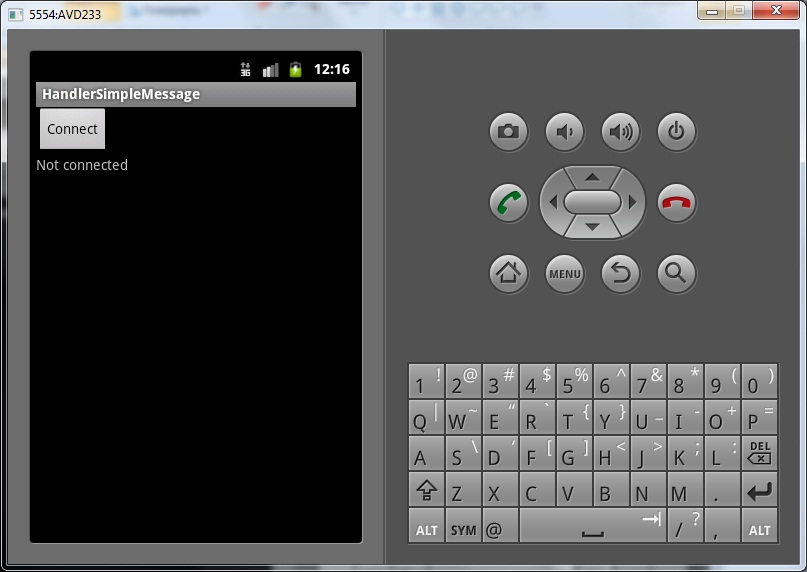 5554:AVD233
3G 12:16
HandlerSimpleMessage
Connect
Not connected
MENU
1 ! 2 @ 3 # 4 $ 5 % 6 ^ 7 & 8 * 9 ( 0 )
Q | W ~ E “ R ` T { Y } U _ I - O + P =
A S \ D ‘ F [ G ] H < J > K ; L : DEL
Z X C V B N M .
ALT SYM @ / ? , ALT